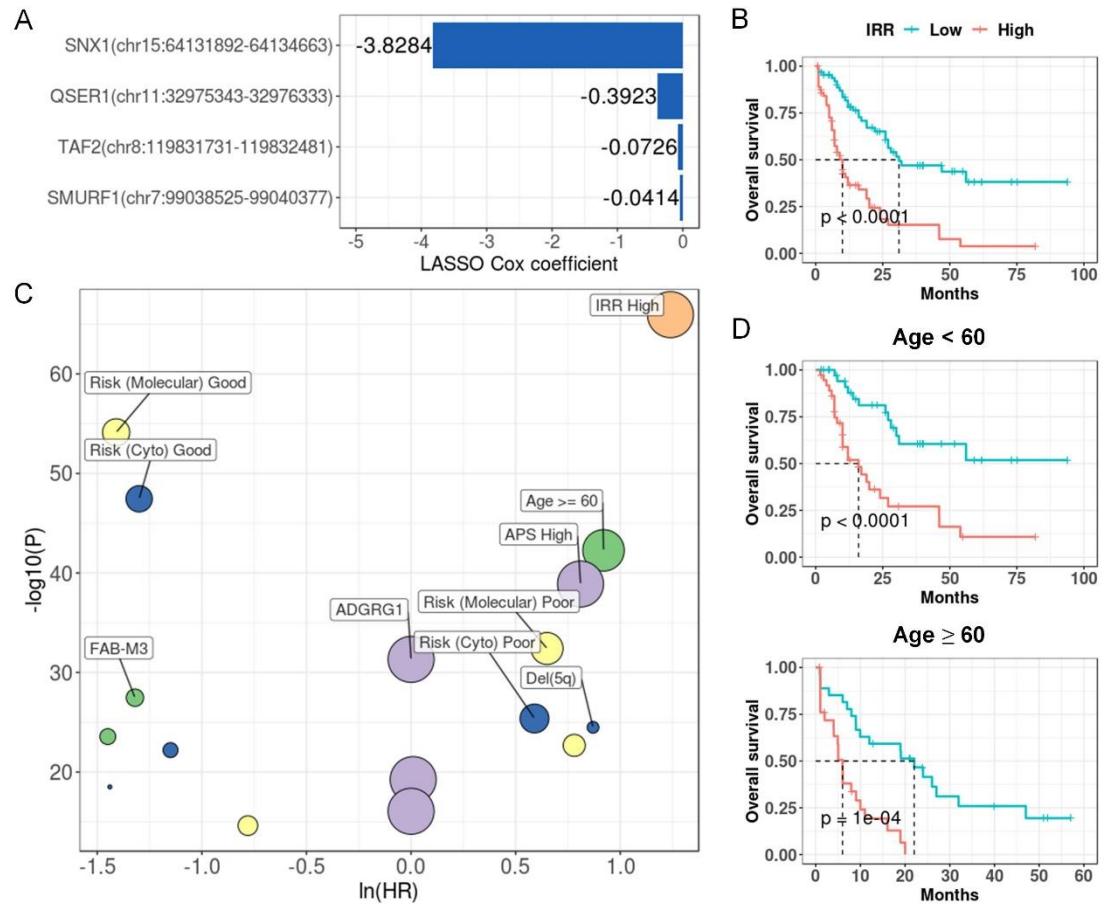 A
SNX1(chr15:64131892-64134663)
-3.8284
QSER1(chr11:32975343-32976333)
-0.3923
TAF2(chr8:119831731-119832481)
-0.0726
SMURF1(chr7:99038525-99040377)
-0.0414
-5 -4 -3 -2 -1 0
LASSO Cox coefficient
B
IRR Low High
Overall survival
1.00
0.75
0.50
0.25
0.00
p < 0.0001
0 25 50 75 100
Months
C
-log10(P)
60
50
40
30
20
IRR High
Risk (Molecular) Good
Risk (Cyto) Good
Age >= 60
APS High
Risk (Molecular) Poor
ADGRG1
Risk (Cyto) Poor
FAB-M3
Del(5q)
-1.5 -1.0 -0.5 0.0 0.5 1.0
ln(HR)
D
Age < 60
Overall survival
1.00
0.75
0.50
0.25
0.00
p < 0.0001
0 25 50 75 100
Months
Age ≥ 60
Overall survival
1.00
0.75
0.50
0.25
0.00
p = 1e-04
0 10 20 30 40 50 60
Months